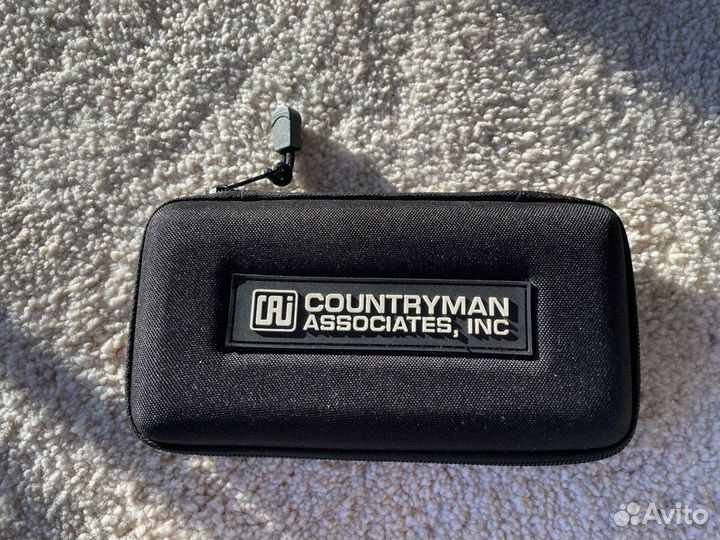 CAi COUNTRYMAN
ASSOCIATES, INC
Avito